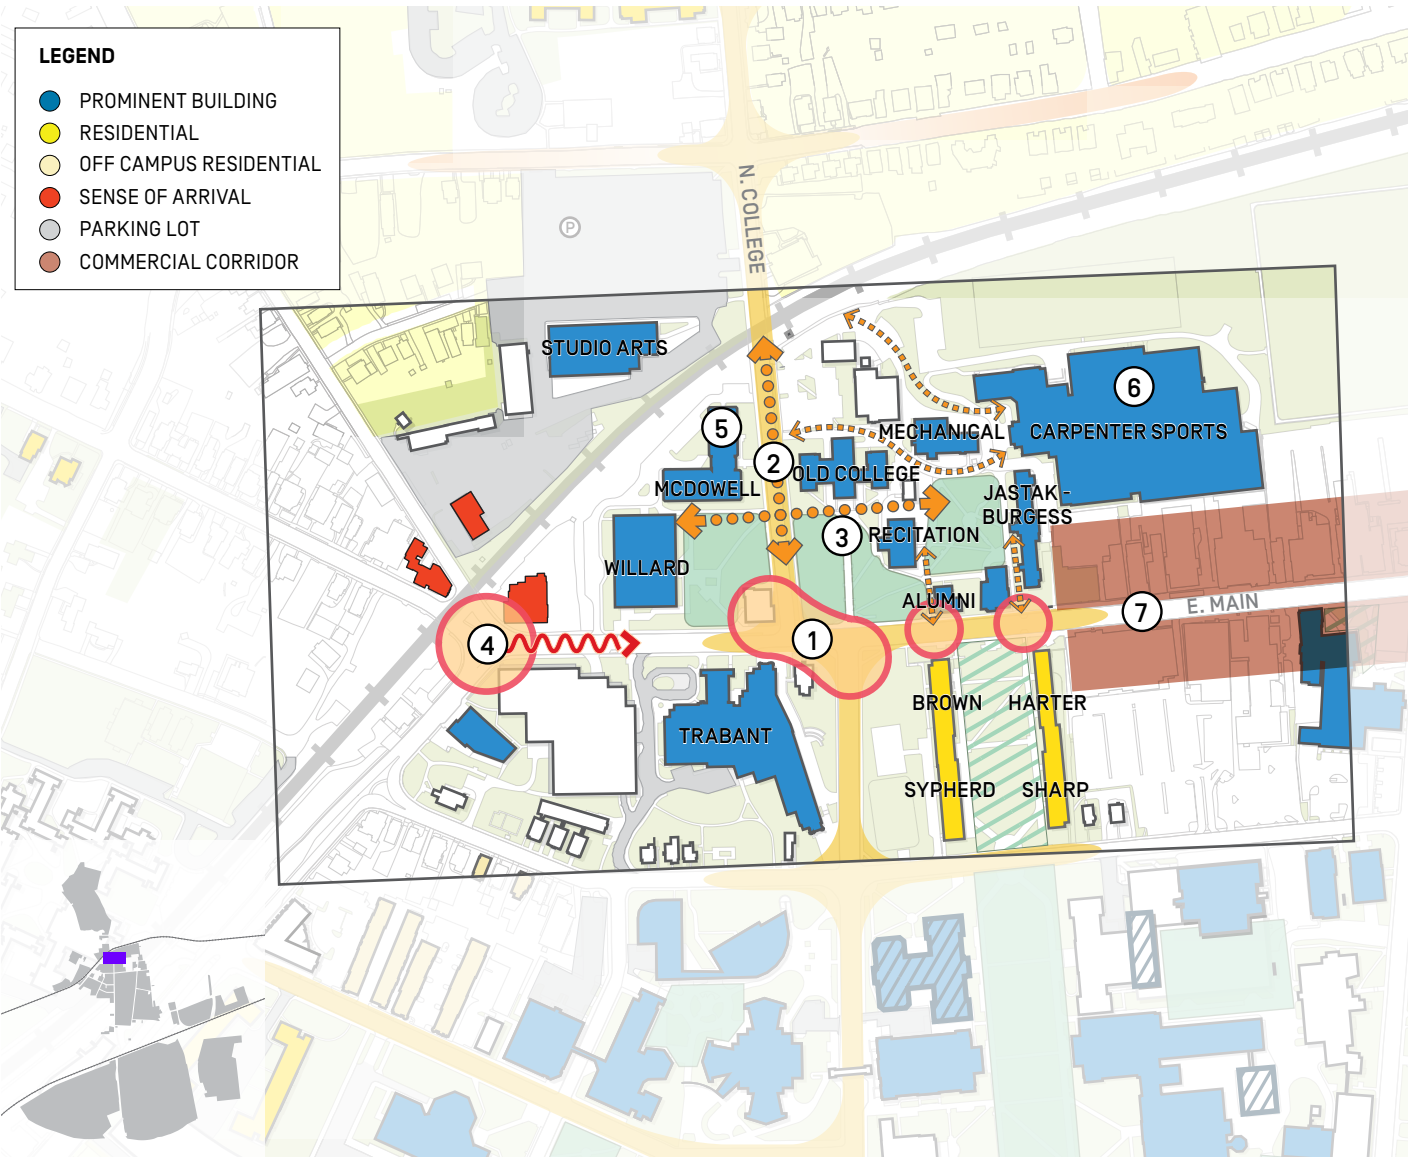 LEGEND
PROMINENT BUILDING
RESIDENTIAL
OFF CAMPUS RESIDENTIAL
SENSE OF ARRIVAL
PARKING LOT
COMMERCIAL CORRIDOR
P
N. COLLEGE
STUDIO ARTS
6
5
MECHANICAL
CARPENTER SPORTS
2
OLD COLLEGE
MCDOWELL
JASTAK -
BURGESS
3
RECITATION
WILLARD
ALUMNI
7
E. MAIN
4
1
BROWN
HARTER
TRABANT
SYPHERD
SHARP